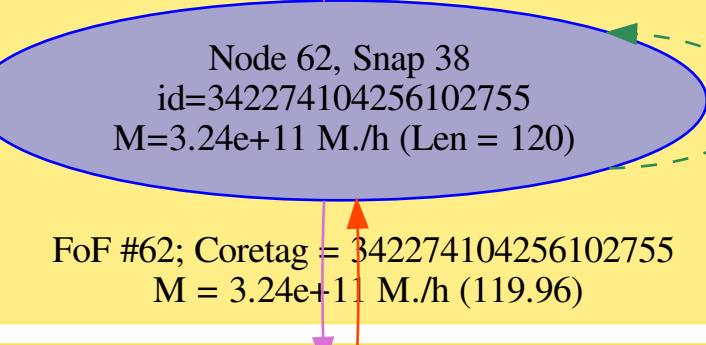 Node 62, Snap 38
id=342274104256102755
M=3.24e+11 M./h (Len = 120)
FoF #62; Coretag = 342274104256102755
M = 3.24e+11 M./h (119.96)